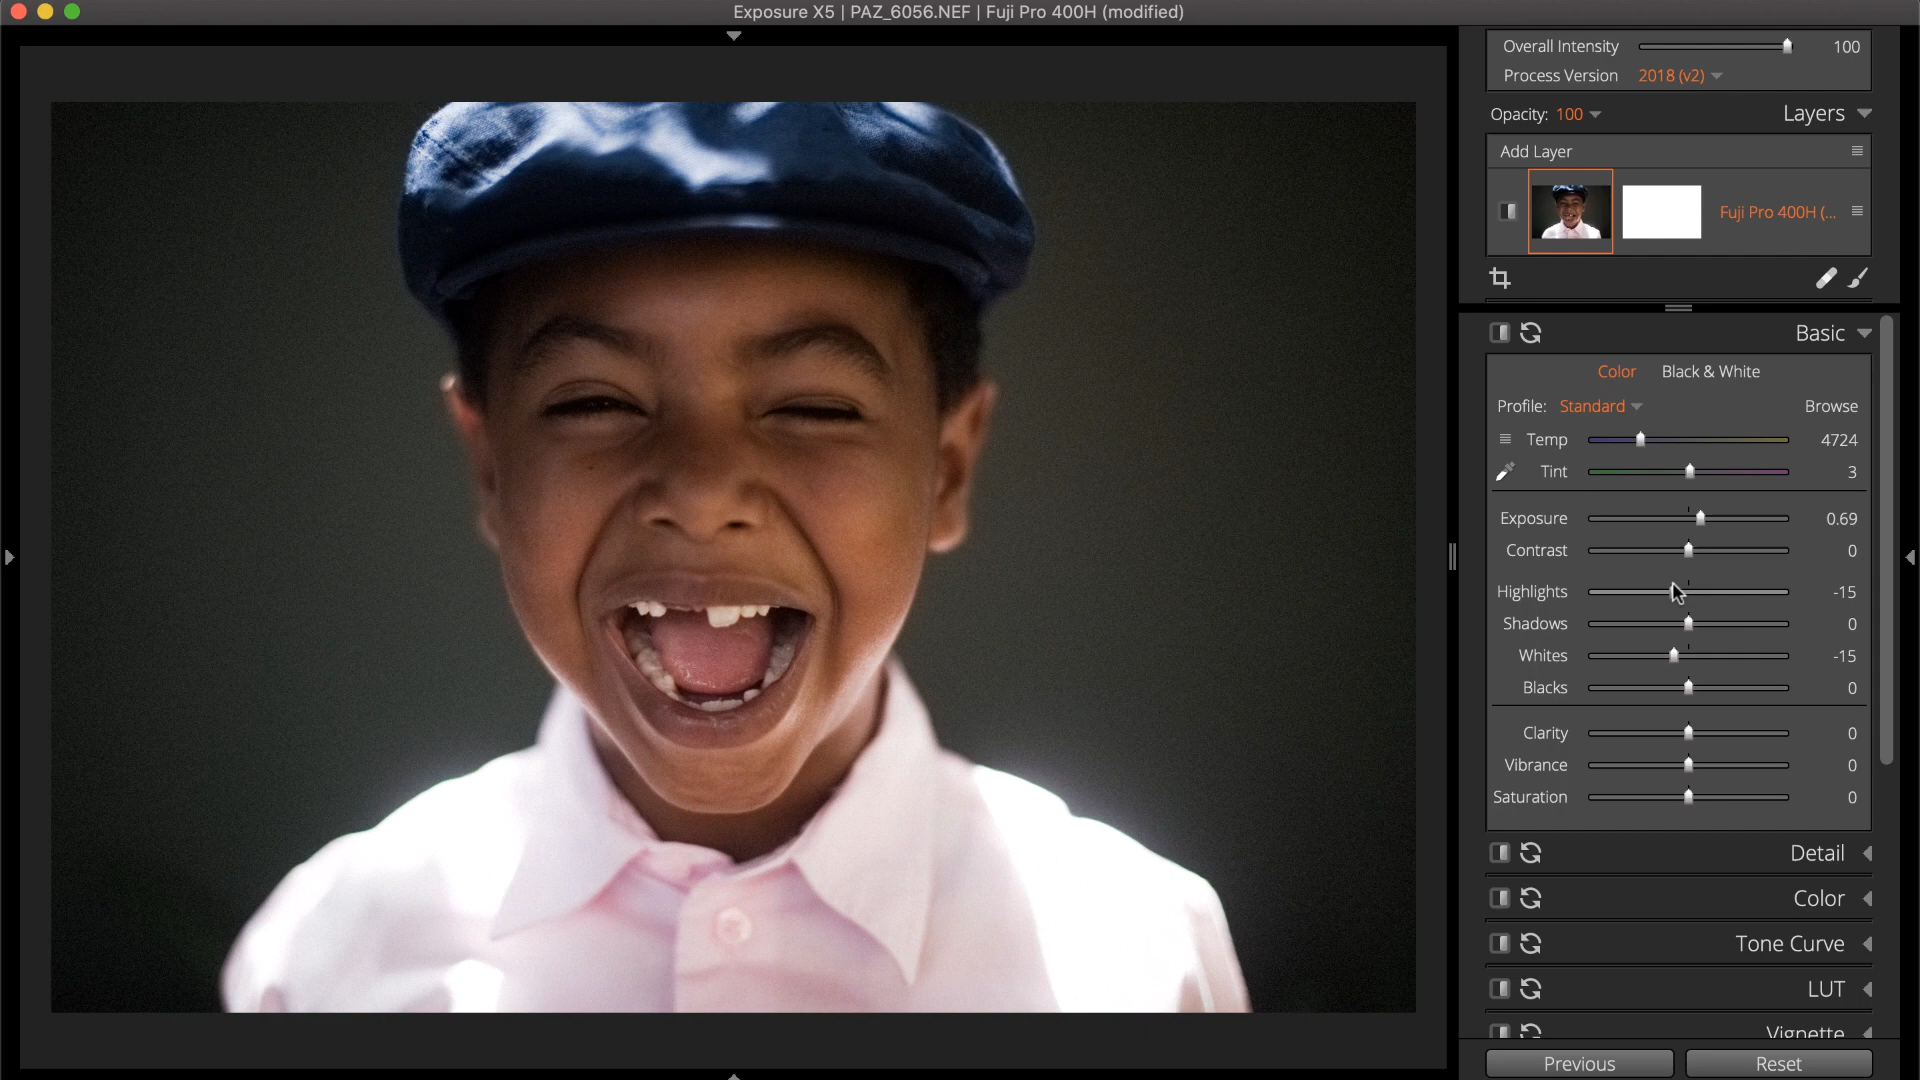 Exposure X5 | PAZ_6056.NEF | Fuji Pro 400H (modified)
Overall Intensity 100
Process Version 2018 (v2)
Opacity: 100 Layers
Add Layer
Fuji Pro 400H (...
Basic
Color Black & White
Profile: Standard Browse
Temp 4724
Tint 3
Exposure 0.69
Contrast 0
Highlights -15
Shadows 0
Whites -15
Blacks 0
Clarity 0
Vibrance 0
Saturation 0
Detail
Color
Tone Curve
LUT
Vignette
Previous Reset